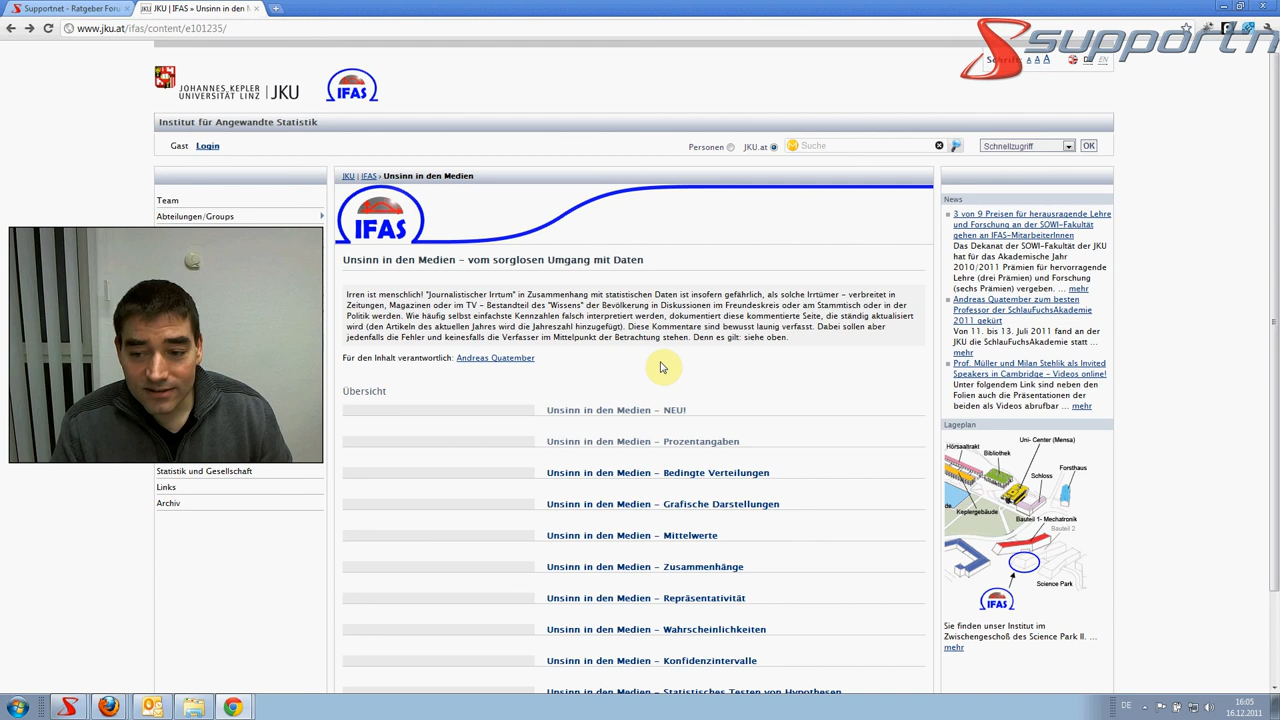 Supportnet - Ratgeber Foru
JKU | IFAS » Unsinn in den M
www.jku.at/ifas/content/e101235/
supportn
JOHANNES KEPLER
UNIVERSITÄT LINZ | JKU
IFAS
Schrift: A A A
DE EN
Institut für Angewandte Statistik
Gast Login
Personen JKU.at Suche Schnellzugriff OK
Team
Abteilungen/Groups
Statistik und Gesellschaft
Links
Archiv
JKU | IFAS › Unsinn in den Medien
IFAS
Unsinn in den Medien – vom sorglosen Umgang mit Daten
Irren ist menschlich! "Journalistischer Irrtum" in Zusammenhang mit statistischen Daten ist insofern gefährlich, als solche Irrtümer – verbreitet in
Zeitungen, Magazinen oder im TV – Bestandteil des "Wissens" der Bevölkerung in Diskussionen im Freundeskreis oder am Stammtisch oder in der
Politik werden. Wie häufig selbst einfachste Kennzahlen falsch interpretiert werden, dokumentiert diese kommentierte Seite, die ständig aktualisiert
wird (den Artikeln des aktuellen Jahres wird die Jahreszahl hinzugefügt). Diese Kommentare sind bewusst launig verfasst. Dabei sollen aber
jedenfalls die Fehler und keinesfalls die Verfasser im Mittelpunkt der Betrachtung stehen. Denn es gilt: siehe oben.
Für den Inhalt verantwortlich: Andreas Quatember
Übersicht
Unsinn in den Medien – NEU!
Unsinn in den Medien – Prozentangaben
Unsinn in den Medien – Bedingte Verteilungen
Unsinn in den Medien – Grafische Darstellungen
Unsinn in den Medien – Mittelwerte
Unsinn in den Medien – Zusammenhänge
Unsinn in den Medien – Repräsentativität
Unsinn in den Medien – Wahrscheinlichkeiten
Unsinn in den Medien – Konfidenzintervalle
Unsinn in den Medien – Statistisches Testen von Hypothesen
News
3 von 9 Preisen für herausragende Lehre
und Forschung an der SOWI-Fakultät
gehen an IFAS-MitarbeiterInnen
Das Dekanat der SOWI-Fakultät der JKU
hat für das Akademische Jahr
2010/2011 Prämien für hervorragende
Lehre (drei Prämien) und Forschung
(sechs Prämien) vergeben. ... mehr
Andreas Quatember zum besten
Professor der SchlauFuchsAkademie
2011 gekürt
Von 11. bis 13. Juli 2011 fand an der
JKU die SchlauFuchsAkademie statt ...
mehr
Prof. Müller und Milan Stehlik als Invited
Speakers in Cambridge - Videos online!
Unter folgendem Link sind neben den
Folien auch die Präsentationen der
beiden als Videos abrufbar ... mehr
Lageplan
Uni- Center (Mensa)
Hörsaaltrakt
Bibliothek
Schloss
Forsthaus
Keplergebäude
Bauteil 1- Mechatronik
Bauteil 2
Science Park
IFAS
Sie finden unser Institut im
Zwischengeschoß des Science Park II. ...
mehr
DE
16:05
16.12.2011